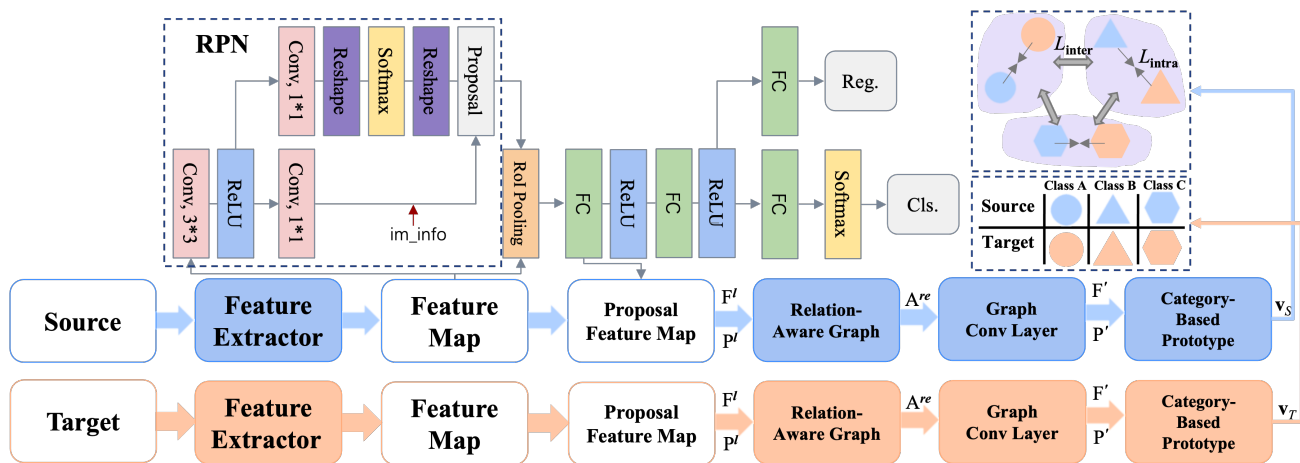 RPN
Conv, 1*1
Reshape
Softmax
Reshape
Proposal
Conv, 3*3
ReLU
Conv, 1*1
im_info
RoI Pooling
FC
ReLU
FC
ReLU
FC
Reg.
FC
Softmax
Cls.
L_inter
L_intra
Class A Class B Class C
Source
Target
Source
Feature
Extractor
Feature
Map
Proposal
Feature Map
F^I
P^I
Relation-
Aware Graph
A^re
Graph
Conv Layer
F′
P′
Category-
Based
Prototype
v_S
Target
Feature
Extractor
Feature
Map
Proposal
Feature Map
F^I
P^I
Relation-
Aware Graph
A^re
Graph
Conv Layer
F′
P′
Category-
Based
Prototype
v_T